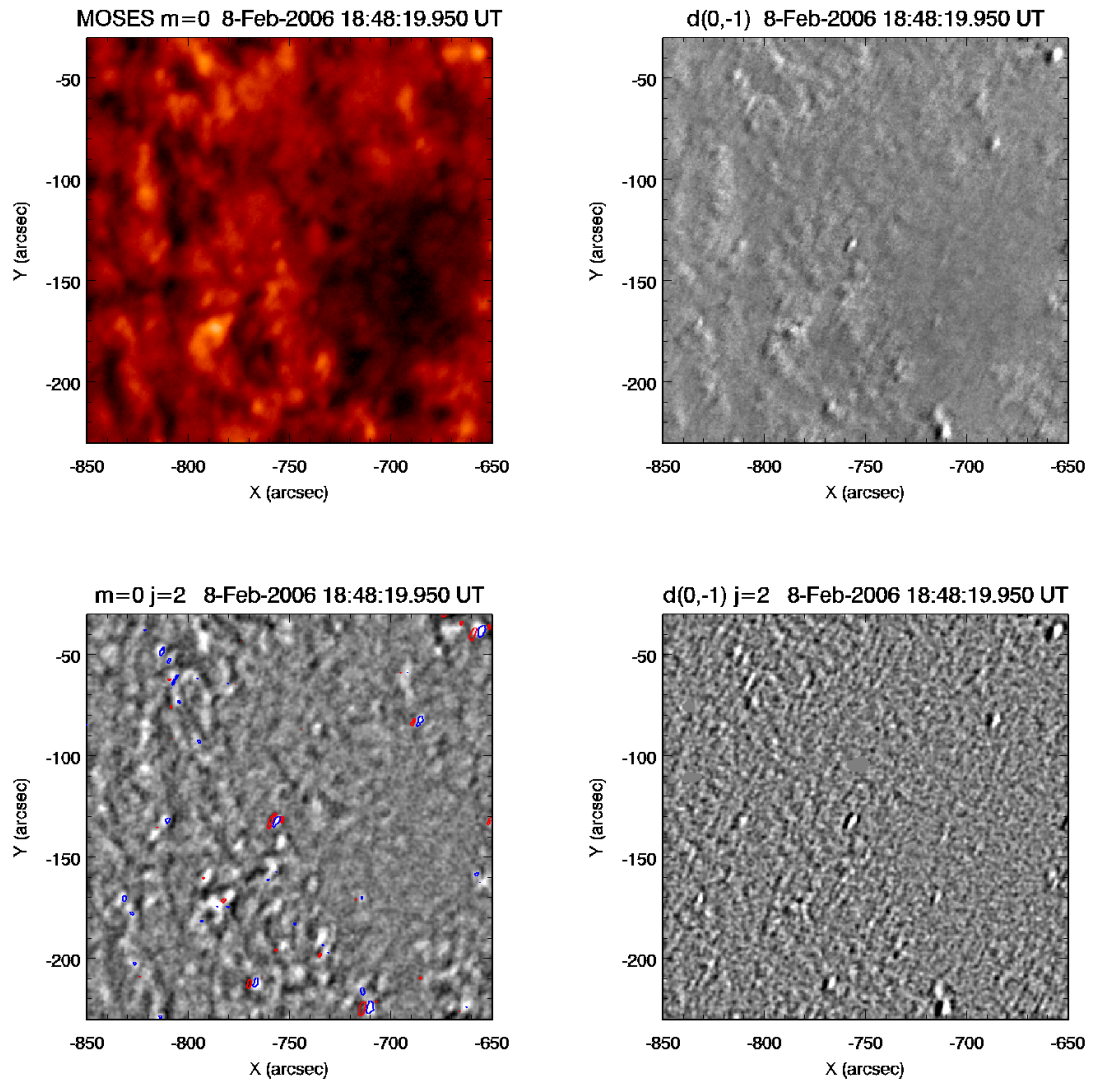 MOSES m=0 8-Feb-2006 18:48:19.950 UT
-50
-100
-150
-200
Y (arcsec)
-850 -800 -750 -700 -650
X (arcsec)
d(0,-1) 8-Feb-2006 18:48:19.950 UT
-50
-100
-150
-200
Y (arcsec)
-850 -800 -750 -700 -650
X (arcsec)
m=0 j=2 8-Feb-2006 18:48:19.950 UT
-50
-100
-150
-200
Y (arcsec)
-850 -800 -750 -700 -650
X (arcsec)
d(0,-1) j=2 8-Feb-2006 18:48:19.950 UT
-50
-100
-150
-200
Y (arcsec)
-850 -800 -750 -700 -650
X (arcsec)